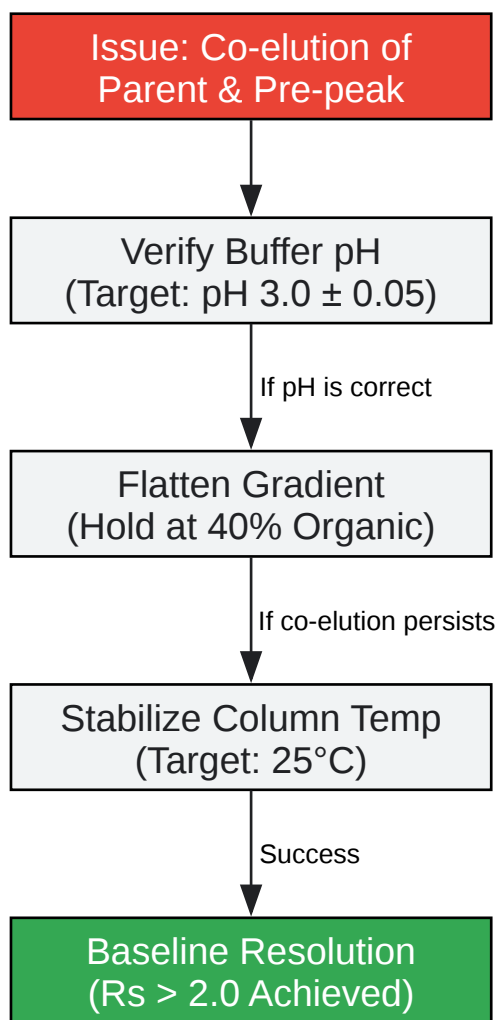 Issue: Co-elution of
Parent & Pre-peak
Verify Buffer pH
(Target: pH 3.0 ± 0.05)
If pH is correct
Flatten Gradient
(Hold at 40% Organic)
If co-elution persists
Stabilize Column Temp
(Target: 25°C)
Success
Baseline Resolution
(Rs > 2.0 Achieved)